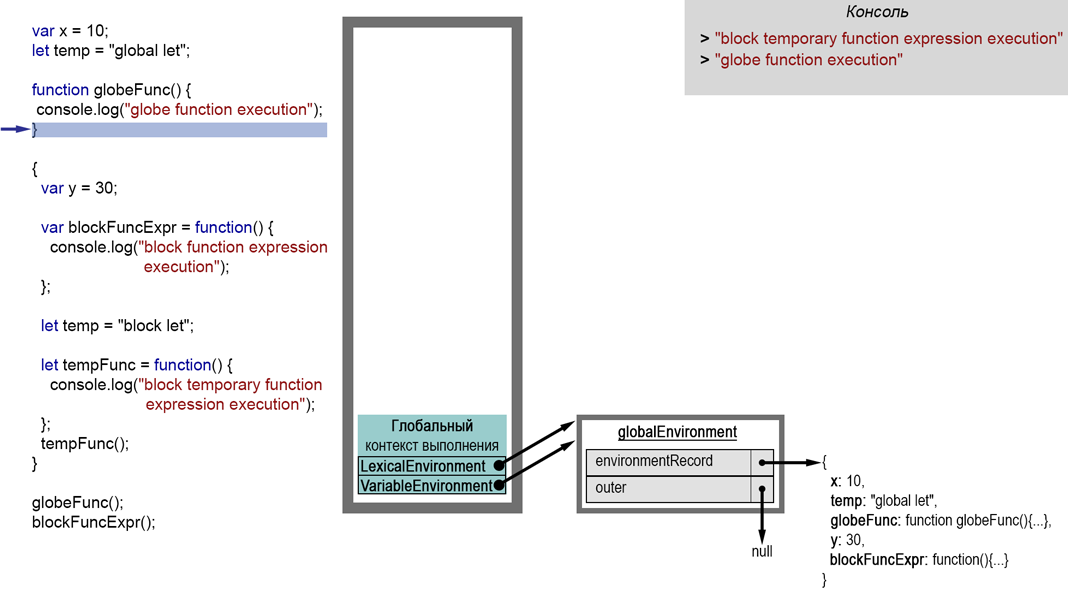 var x = 10;
let temp = "global let";
function globeFunc() {
console.log("globe function execution");
}
{
var y = 30;
var blockFuncExpr = function() {
console.log("block function expression
execution");
};
let temp = "block let";
let tempFunc = function() {
console.log("block temporary function
expression execution");
};
tempFunc();
}
globeFunc();
blockFuncExpr();
Глобальный
контекст выполнения
LexicalEnvironment
VariableEnvironment
Консоль
> "block temporary function expression execution"
> "globe function execution"
globalEnvironment
environmentRecord
outer
null
{
x: 10,
temp: "global let",
globeFunc: function globeFunc(){...},
y: 30,
blockFuncExpr: function(){...}
}